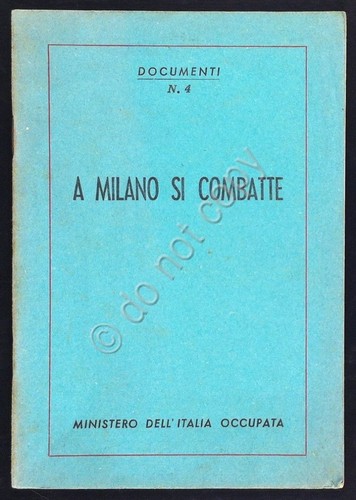 DOCUMENTI
N. 4
A MILANO SI COMBATTE
© do not copy
MINISTERO DELL'ITALIA OCCUPATA